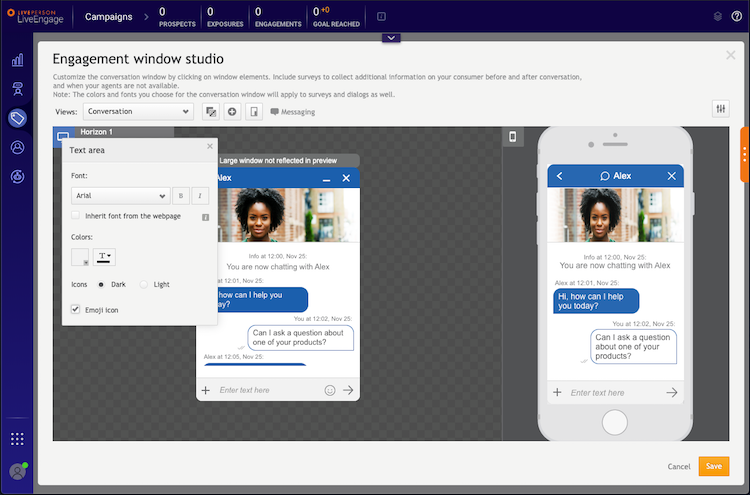 LIVEPERSON
LiveEngage
Campaigns
0
PROSPECTS
0
EXPOSURES
0
ENGAGEMENTS
0 +0
GOAL REACHED
Engagement window studio
Customize the conversation window by clicking on window elements. Include surveys to collect additional information on your consumer before and after conversation,
and when your agents are not available.
Note: The colors and fonts you choose for the conversation window will apply to surveys and dialogs as well.
Views:
Conversation
Messaging
Horizon 1
Text area
Font:
Arial
B
I
Inherit font from the webpage
i
Colors:
T
Icons
Dark
Light
Emoji icon
Large window not reflected in preview
Alex
Info at 12:00, Nov 25:
You are now chatting with Alex
at 12:01, Nov 25:
how can I help you
day?
You at 12:02, Nov 25:
Can I ask a question about
one of your products?
Alex at 12:05, Nov 25:
Enter text here
Alex
Info at 12:00, Nov 25:
You are now chatting with Alex
Alex at 12:01, Nov 25:
Hi, how can I help
you today?
You at 12:02, Nov 25:
Can I ask a question
about one of your
products?
Enter text here
Cancel
Save